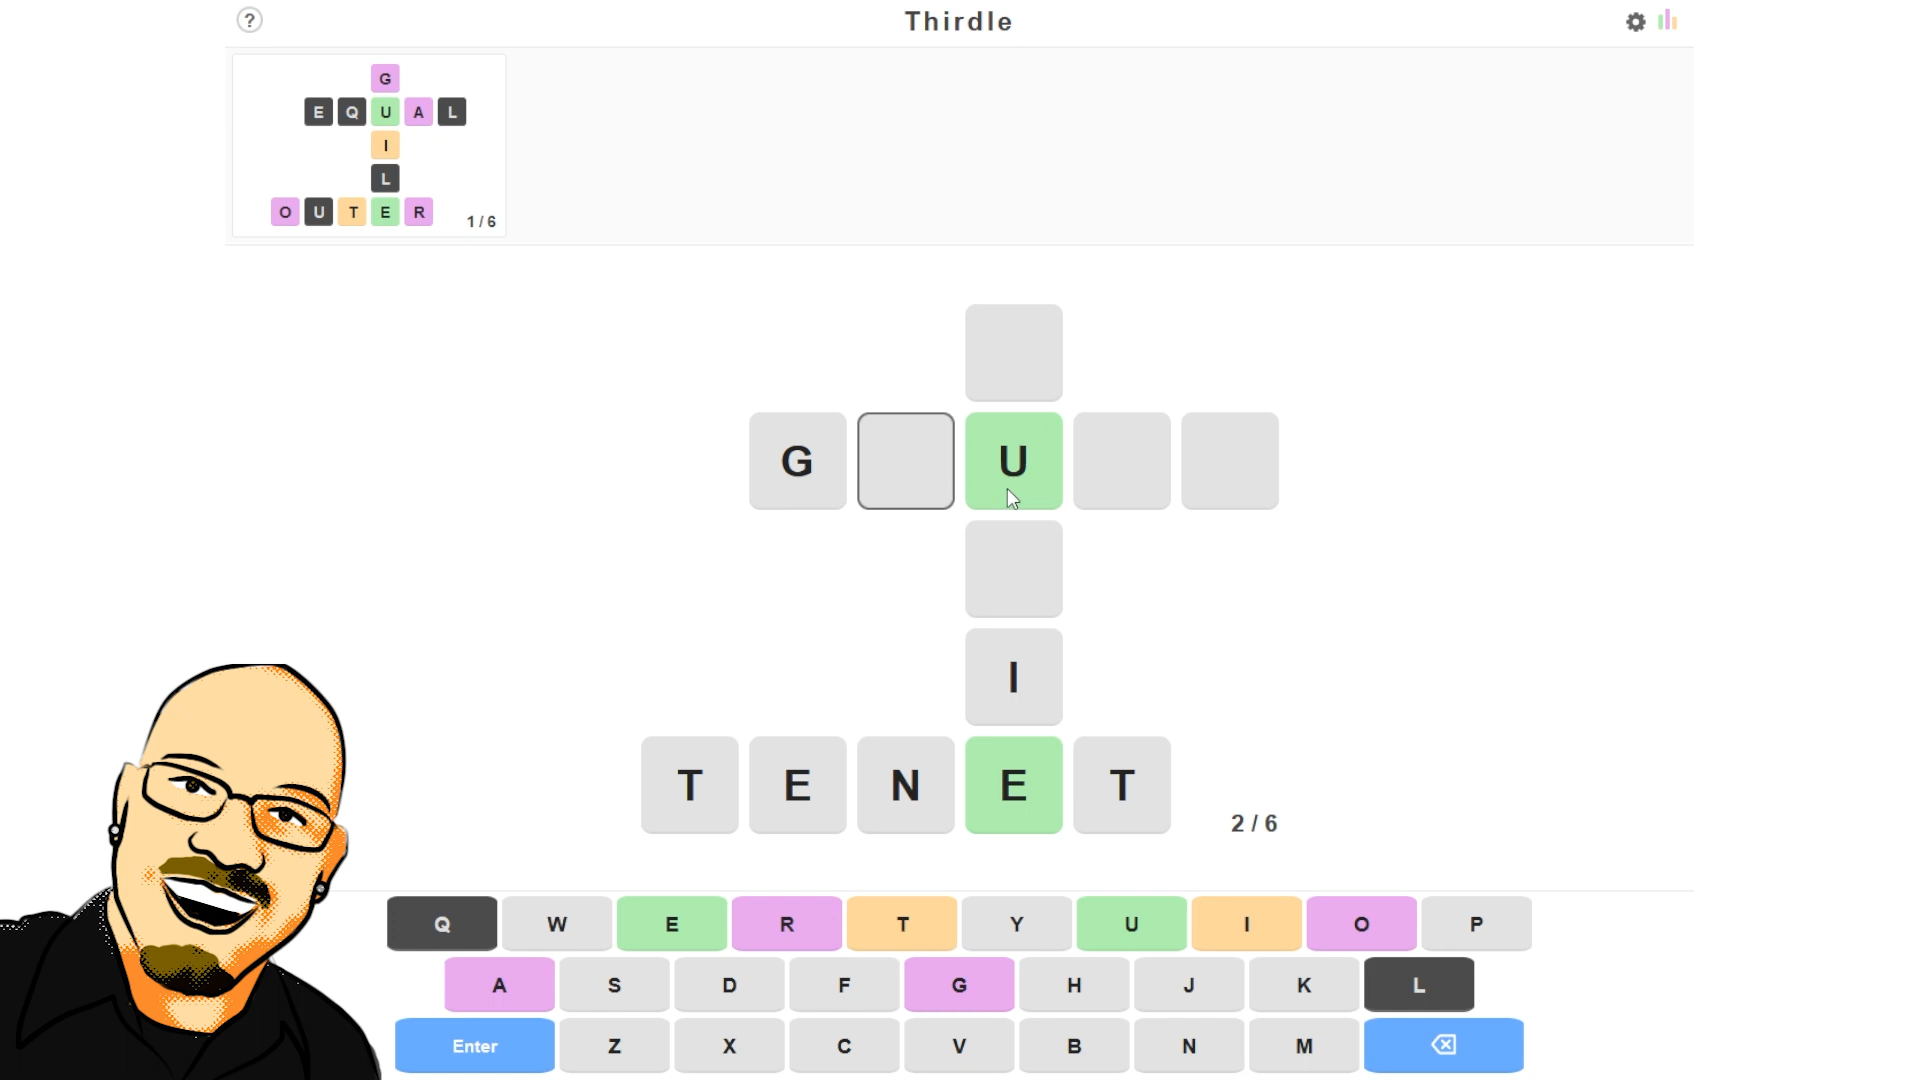 ?
Thirdle
G
E Q U A L
I
L
O U T E R
1 / 6
G U
I
T E N E T
2 / 6
Q W E R T Y U I O P
A S D F G H J K L
Enter Z X C V B N M